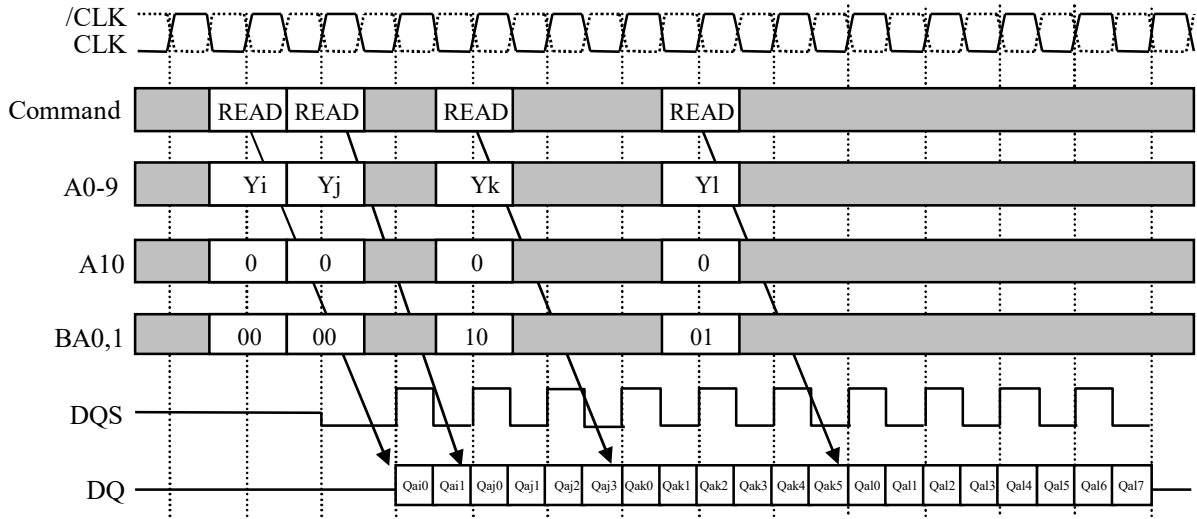 /CLK
CLK
Command READ READ READ READ
A0-9 Yi Yj Yk Yl
A10 0 0 0 0
BA0,1 00 00 10 01
DQS
DQ Qai0 Qai1 Qaj0 Qaj1 Qaj2 Qaj3 Qak0 Qak1 Qak2 Qak3 Qak4 Qak5 Qal0 Qal1 Qal2 Qal3 Qal4 Qal5 Qal6 Qal7